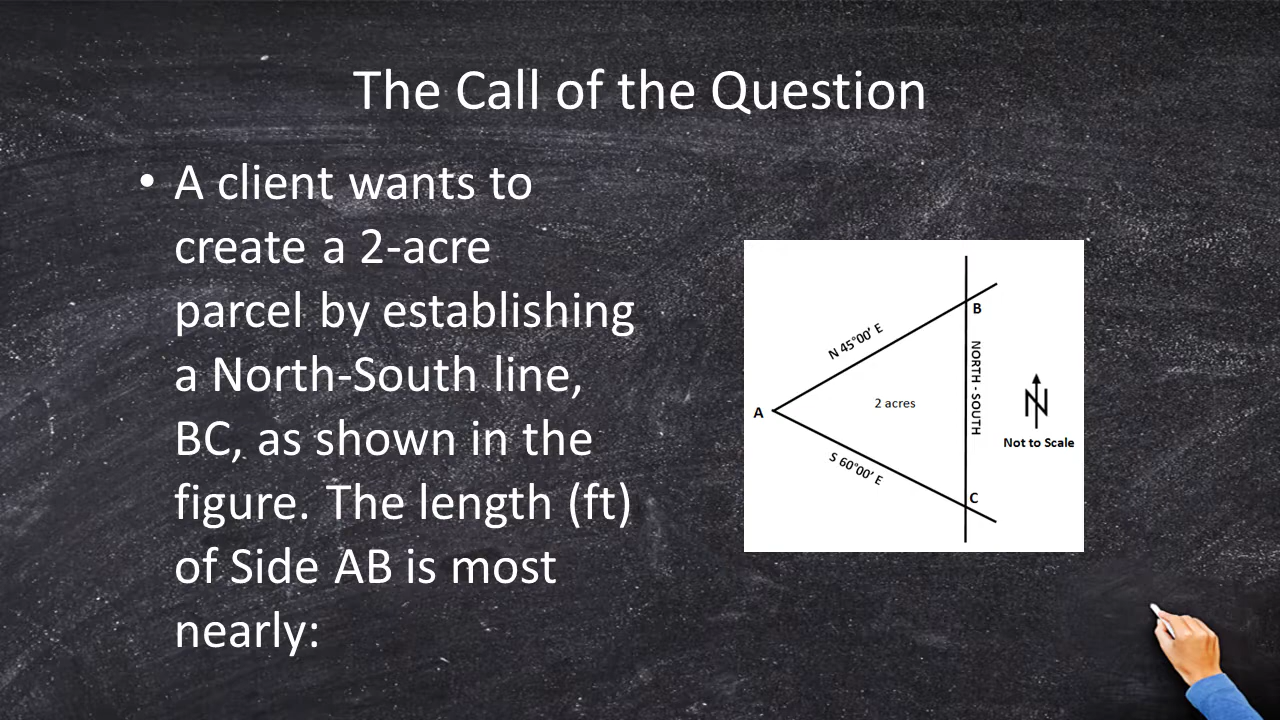 The Call of the Question
• A client wants to
create a 2-acre
parcel by establishing
a North-South line,
BC, as shown in the
figure.  The length (ft)
of Side AB is most
nearly:
B
N 45°00' E
NORTH - SOUTH
A
2 acres
N
Not to Scale
S 60°00' E
C